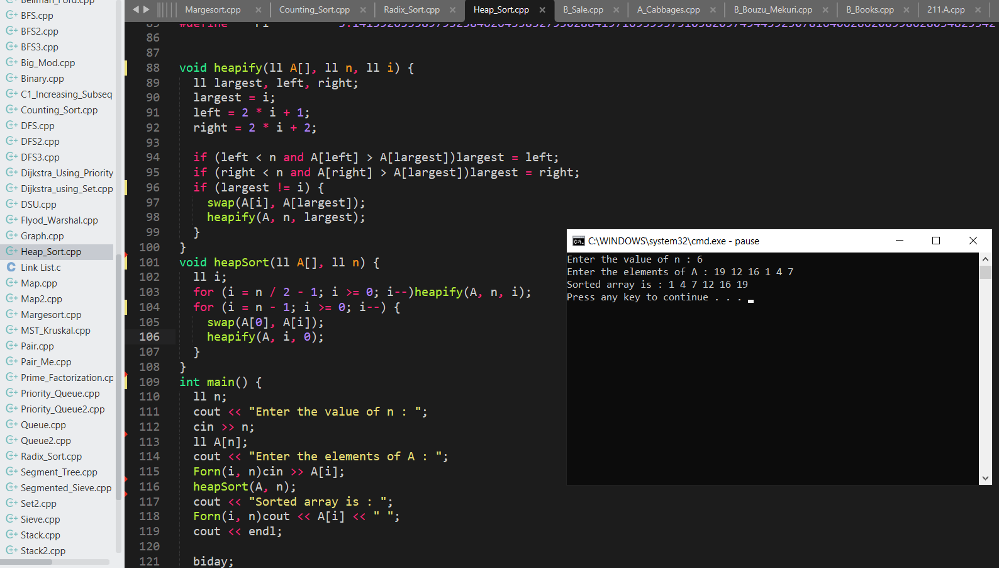 Bellman_Ford.cpp
BFS.cpp
BFS2.cpp
BFS3.cpp
Big_Mod.cpp
Binary.cpp
C1_Increasing_Subseq
Counting_Sort.cpp
DFS.cpp
DFS2.cpp
DFS3.cpp
Dijkstra_Using_Priority
Dijkstra_using_Set.cpp
DSU.cpp
Flyod_Warshal.cpp
Graph.cpp
Heap_Sort.cpp
Link List.c
Map.cpp
Map2.cpp
Margesort.cpp
MST_Kruskal.cpp
Pair.cpp
Pair_Me.cpp
Prime_Factorization.cp
Priority_Queue.cpp
Priority_Queue2.cpp
Queue.cpp
Queue2.cpp
Radix_Sort.cpp
Segment_Tree.cpp
Segmented_Sieve.cpp
Set2.cpp
Sieve.cpp
Stack.cpp
Stack2.cpp
Margesort.cpp × Counting_Sort.cpp × Radix_Sort.cpp × Heap_Sort.cpp × B_Sale.cpp × A_Cabbages.cpp × B_Bouzu_Mekuri.cpp × B_Books.cpp × 211.A.cpp ×
85 #define
86
87
88 void heapify(ll A[], ll n, ll i) {
89 ll largest, left, right;
90 largest = i;
91 left = 2 * i + 1;
92 right = 2 * i + 2;
93
94 if (left < n and A[left] > A[largest])largest = left;
95 if (right < n and A[right] > A[largest])largest = right;
96 if (largest != i) {
97 swap(A[i], A[largest]);
98 heapify(A, n, largest);
99 }
100 }
101 void heapSort(ll A[], ll n) {
102 ll i;
103 for (i = n / 2 - 1; i >= 0; i--)heapify(A, n, i);
104 for (i = n - 1; i >= 0; i--) {
105 swap(A[0], A[i]);
106 heapify(A, i, 0);
107 }
108 }
109 int main() {
110 ll n;
111 cout << "Enter the value of n : ";
112 cin >> n;
113 ll A[n];
114 cout << "Enter the elements of A : ";
115 Forn(i, n)cin >> A[i];
116 heapSort(A, n);
117 cout << "Sorted array is : ";
118 Forn(i, n)cout << A[i] << " ";
119 cout << endl;
120
121 biday;
C:\WINDOWS\system32\cmd.exe - pause
Enter the value of n : 6
Enter the elements of A : 19 12 16 1 4 7
Sorted array is : 1 4 7 12 16 19
Press any key to continue . . .